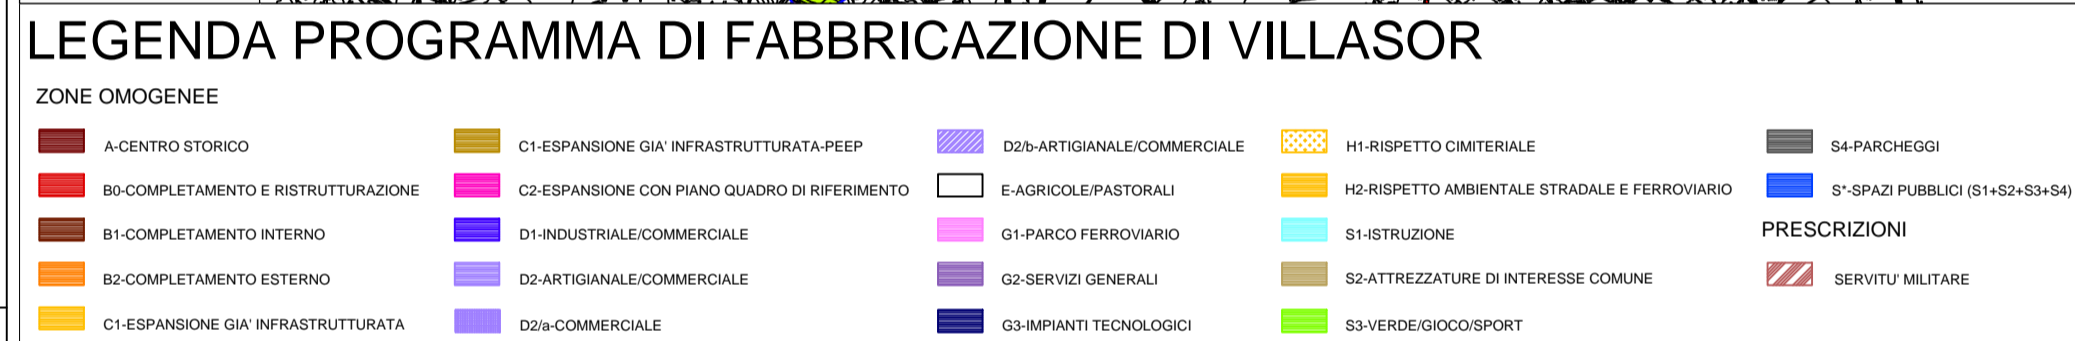 LEGENDA PROGRAMMA DI FABBRICAZIONE DI VILLASOR
ZONE OMOGENEE
A-CENTRO STORICO
B0-COMPLETAMENTO E RISTRUTTURAZIONE
B1-COMPLETAMENTO INTERNO
B2-COMPLETAMENTO ESTERNO
C1-ESPANSIONE GIA' INFRASTRUTTURATA
C1-ESPANSIONE GIA' INFRASTRUTTURATA-PEEP
C2-ESPANSIONE CON PIANO QUADRO DI RIFERIMENTO
D1-INDUSTRIALE/COMMERCIALE
D2-ARTIGIANALE/COMMERCIALE
D2/a-COMMERCIALE
D2/b-ARTIGIANALE/COMMERCIALE
E-AGRICOLE/PASTORALI
G1-PARCO FERROVIARIO
G2-SERVIZI GENERALI
G3-IMPIANTI TECNOLOGICI
H1-RISPETTO CIMITERIALE
H2-RISPETTO AMBIENTALE STRADALE E FERROVIARIO
S1-ISTRUZIONE
S2-ATTREZZATURE DI INTERESSE COMUNE
S3-VERDE/GIOCO/SPORT
S4-PARCHEGGI
S*-SPAZI PUBBLICI (S1+S2+S3+S4)
PRESCRIZIONI
SERVITU' MILITARE